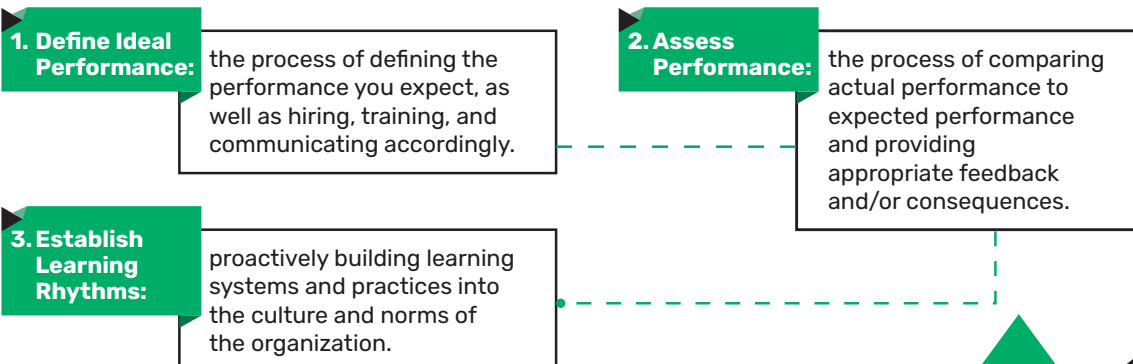 1. Define Ideal
Performance:
the process of defining the
performance you expect, as
well as hiring, training, and
communicating accordingly.
2. Assess
Performance:
the process of comparing
actual performance to
expected performance
and providing
appropriate feedback
and/or consequences.
3. Establish
Learning
Rhythms:
proactively building learning
systems and practices into
the culture and norms of
the organization.